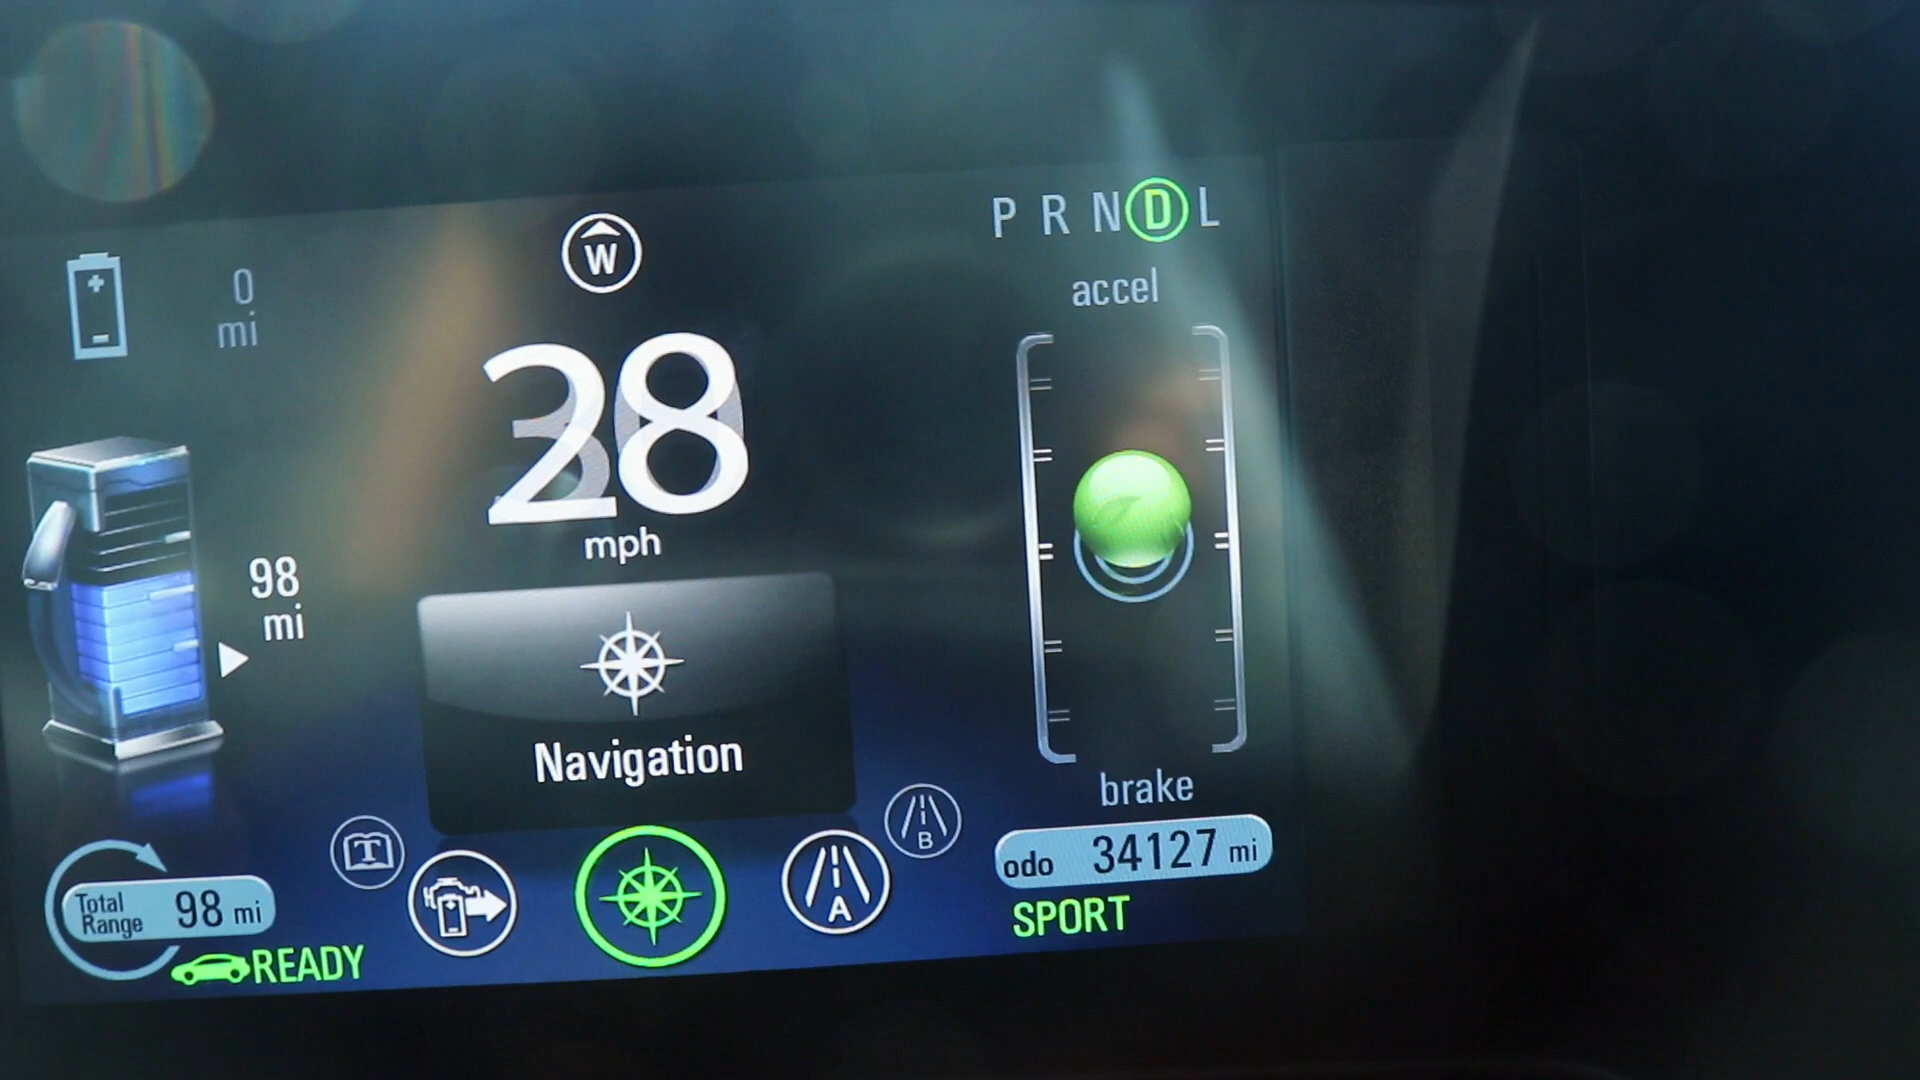 P R N D L
W
0
mi
accel
28
mph
98
mi
Navigation
brake
T
A
B
odo 34127 mi
Total
Range 98 mi
SPORT
READY